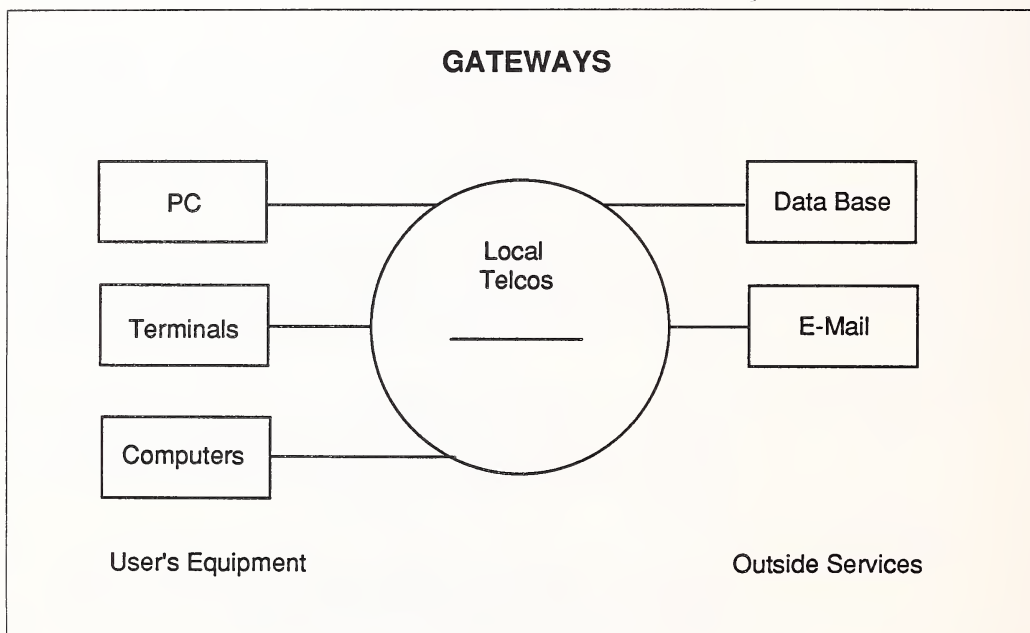 GATEWAYS
PC
Terminals
Computers
Local
Telcos
Data Base
E-Mail
User's Equipment
Outside Services